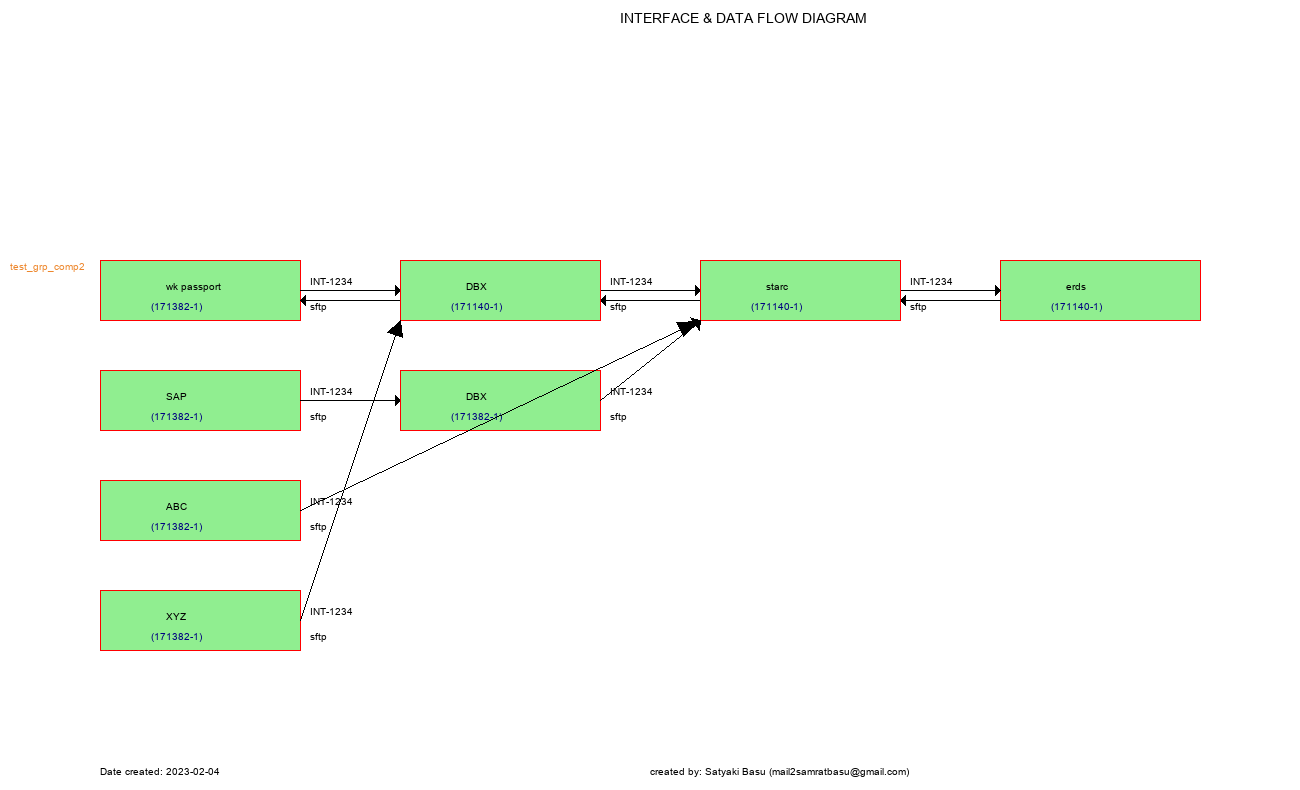 INTERFACE & DATA FLOW DIAGRAM
test_grp_comp2
wk passport
(171382-1)
INT-1234
sftp
DBX
(171140-1)
INT-1234
sftp
starc
(171140-1)
INT-1234
sftp
erds
(171140-1)
SAP
(171382-1)
INT-1234
sftp
DBX
(171382-1)
INT-1234
sftp
ABC
(171382-1)
INT-1234
sftp
XYZ
(171382-1)
INT-1234
sftp
Date created: 2023-02-04
created by: Satyaki Basu (mail2samratbasu@gmail.com)